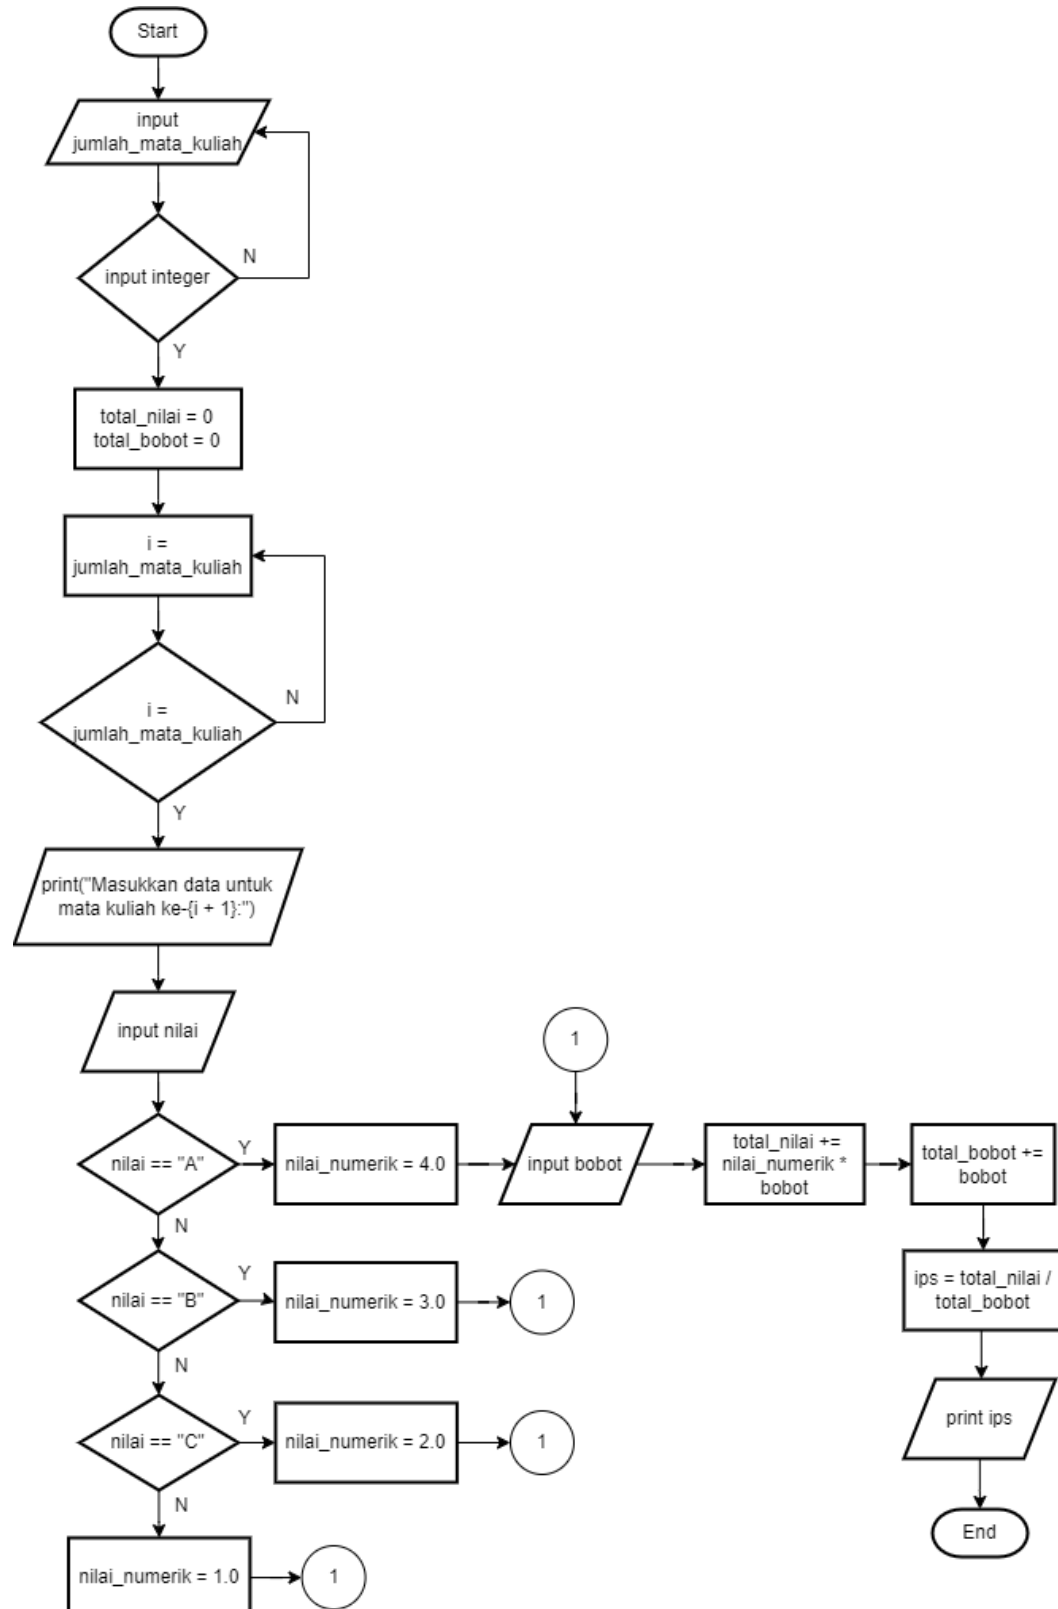 Start
input
jumlah_mata_kuliah
input integer
N
Y
total_nilai = 0
total_bobot = 0
i =
jumlah_mata_kuliah
i =
jumlah_mata_kuliah
N
Y
print("Masukkan data untuk
mata kuliah ke-{i + 1}:")
input nilai
1
nilai == "A"
Y
nilai_numerik = 4.0
input bobot
total_nilai +=
nilai_numerik *
bobot
total_bobot +=
bobot
N
nilai == "B"
Y
nilai_numerik = 3.0
1
ips = total_nilai /
total_bobot
N
nilai == "C"
Y
nilai_numerik = 2.0
1
print ips
N
nilai_numerik = 1.0
1
End